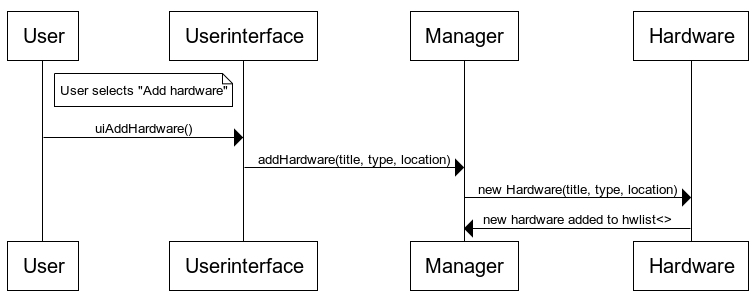 User
Userinterface
Manager
Hardware
User selects "Add hardware"
uiAddHardware()
addHardware(title, type, location)
new Hardware(title, type, location)
new hardware added to hwlist<>
User
Userinterface
Manager
Hardware